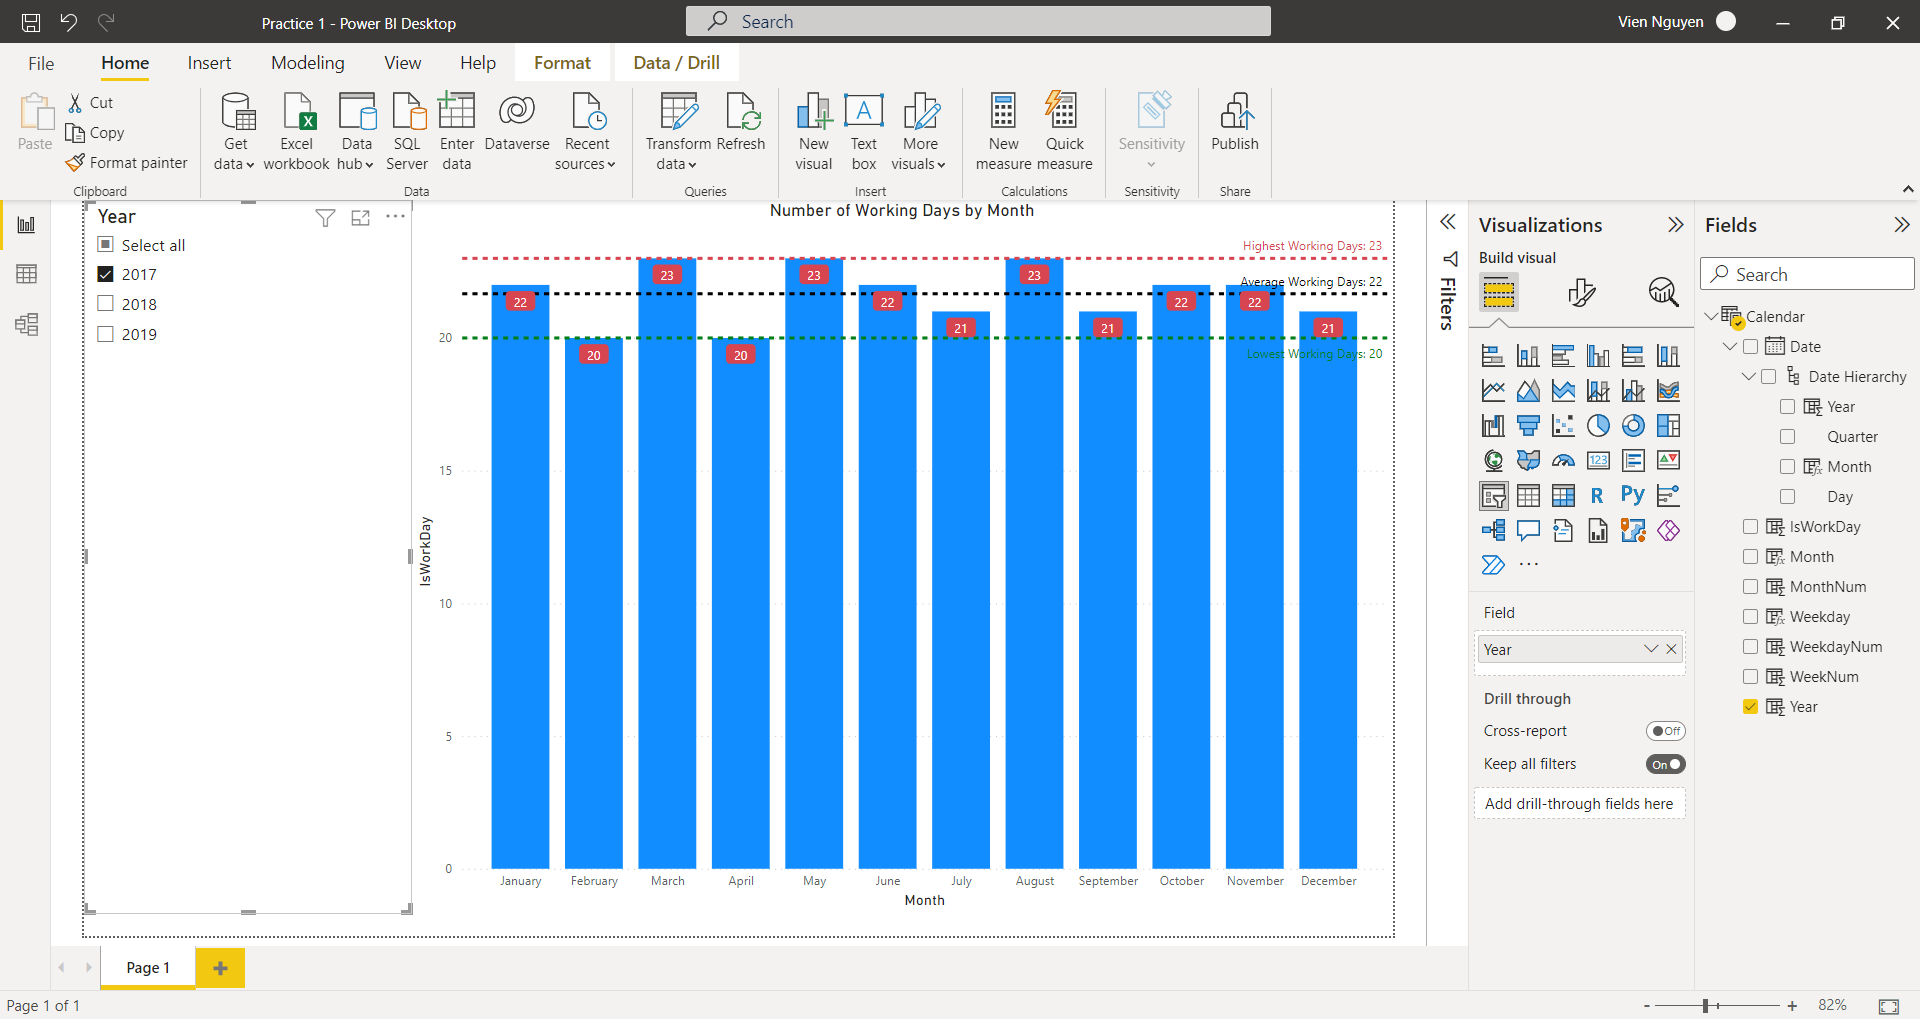 Practice 1 - Power BI Desktop
Search
Vien Nguyen
File
Home
Insert
Modeling
View
Help
Format
Data / Drill
Paste
Cut
Copy
Format painter
Clipboard
Get data
Excel workbook
Data hub
SQL Server
Enter data
Dataverse
Recent sources
Data
Transform data
Refresh
Queries
New visual
Text box
More visuals
Insert
New measure
Quick measure
Calculations
Sensitivity
Sensitivity
Publish
Share
Year
Select all
2017
2018
2019
Number of Working Days by Month
Highest Working Days: 23
Average Working Days: 22
Lowest Working Days: 20
22
20
23
20
23
22
21
23
21
22
22
21
20
15
10
5
0
IsWorkDay
January
February
March
April
May
June
July
August
September
October
November
December
Month
Filters
Visualizations
Build visual
123
R
Py
Field
Year
Drill through
Cross-report
Off
Keep all filters
On
Add drill-through fields here
Fields
Search
Calendar
Date
Date Hierarchy
Year
Quarter
Month
Day
IsWorkDay
Month
MonthNum
Weekday
WeekdayNum
WeekNum
Year
Page 1
Page 1 of 1
82%